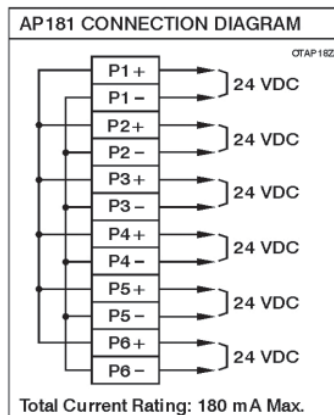 AP181 CONNECTION DIAGRAM
P1+
24 VDC
P1-
P2+
24 VDC
P2-
P3+
24 VDC
P3-
P4+
24 VDC
P4-
P5+
24 VDC
P5-
P6+
24 VDC
P6-
Total Current Rating: 180 mA Max.